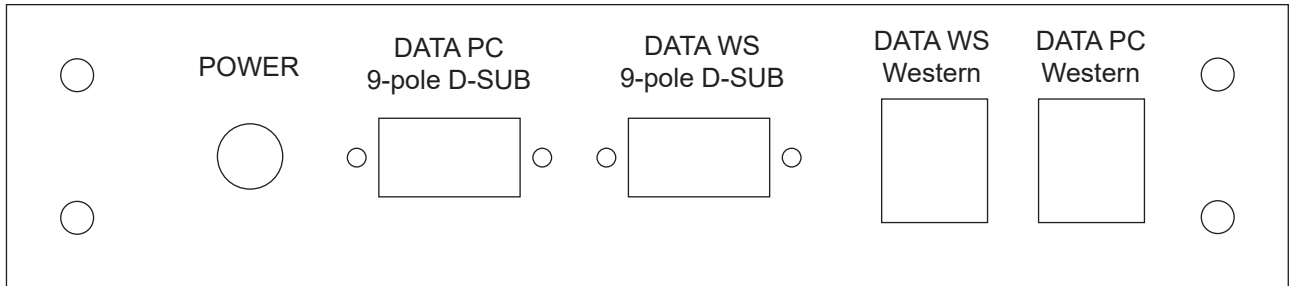 POWER
DATA PC
9-pole D-SUB
DATA WS
9-pole D-SUB
DATA WS
Western
DATA PC
Western